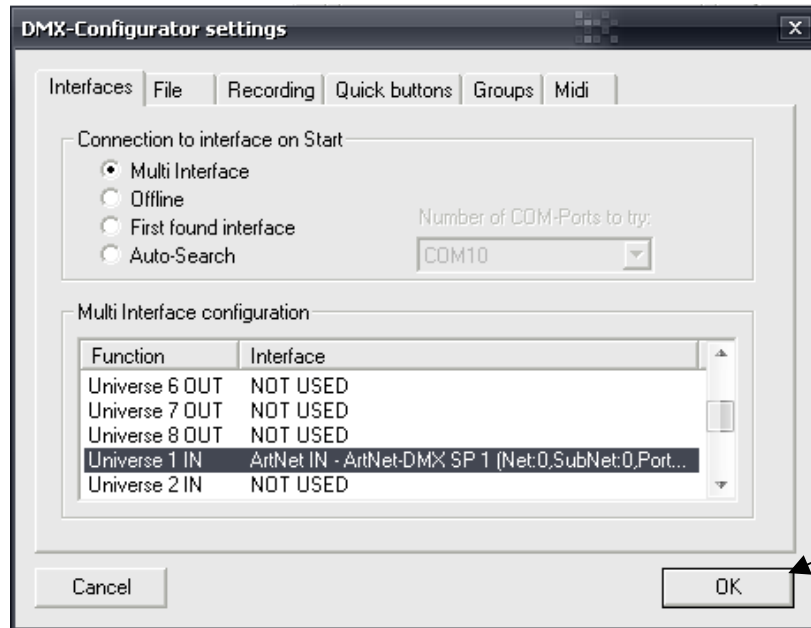 DMX-Configurator settings
Interfaces File Recording Quick buttons Groups Midi
Connection to interface on Start
Multi Interface
Offline
First found interface
Auto-Search
Number of COM-Ports to try:
COM10
Multi Interface configuration
Function Interface
Universe 6 OUT NOT USED
Universe 7 OUT NOT USED
Universe 8 OUT NOT USED
Universe 1 IN ArtNet IN - ArtNet-DMX SP 1 (Net:0,SubNet:0,Port...
Universe 2 IN NOT USED
Cancel OK